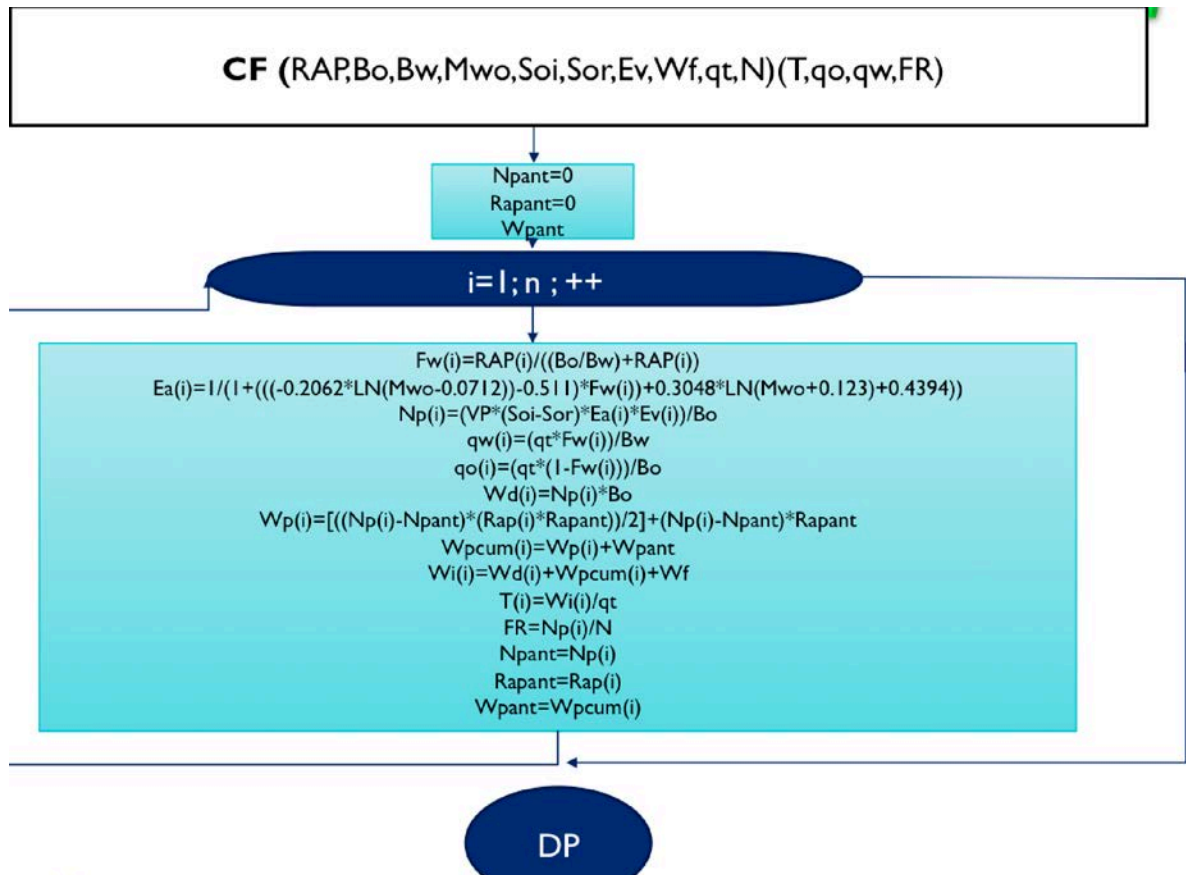 CF (RAP,Bo,Bw,Mwo,Soi,Sor,Ev,Wf,qt,N)(T,qo,qw,FR)
Npant=0
Rapant=0
Wpant
i=1; n ; ++
Fw(i)=RAP(i)/((Bo/Bw)+RAP(i))
Ea(i)=1/(1+(((-0.2062*LN(Mwo-0.0712))-0.511)*Fw(i))+0.3048*LN(Mwo+0.123)+0.4394))
Np(i)=(VP*(Soi-Sor)*Ea(i)*Ev(i))/Bo
qw(i)=(qt*Fw(i))/Bw
qo(i)=(qt*(1-Fw(i)))/Bo
Wd(i)=Np(i)*Bo
Wp(i)=[((Np(i)-Npant)*(Rap(i)*Rapant))/2]+(Np(i)-Npant)*Rapant
Wpcum(i)=Wp(i)+Wpant
Wi(i)=Wd(i)+Wpcum(i)+Wf
T(i)=Wi(i)/qt
FR=Np(i)/N
Npant=Np(i)
Rapant=Rap(i)
Wpant=Wpcum(i)
DP